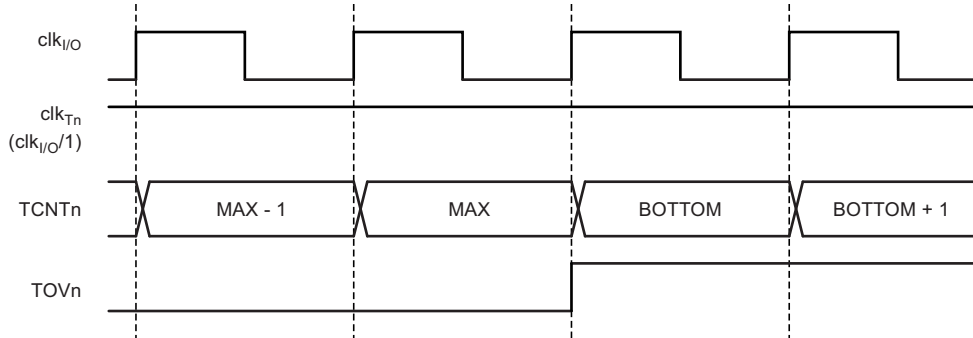 clkI/O
clkTn
(clkI/O/1)
TCNTn MAX - 1 MAX BOTTOM BOTTOM + 1
TOVn